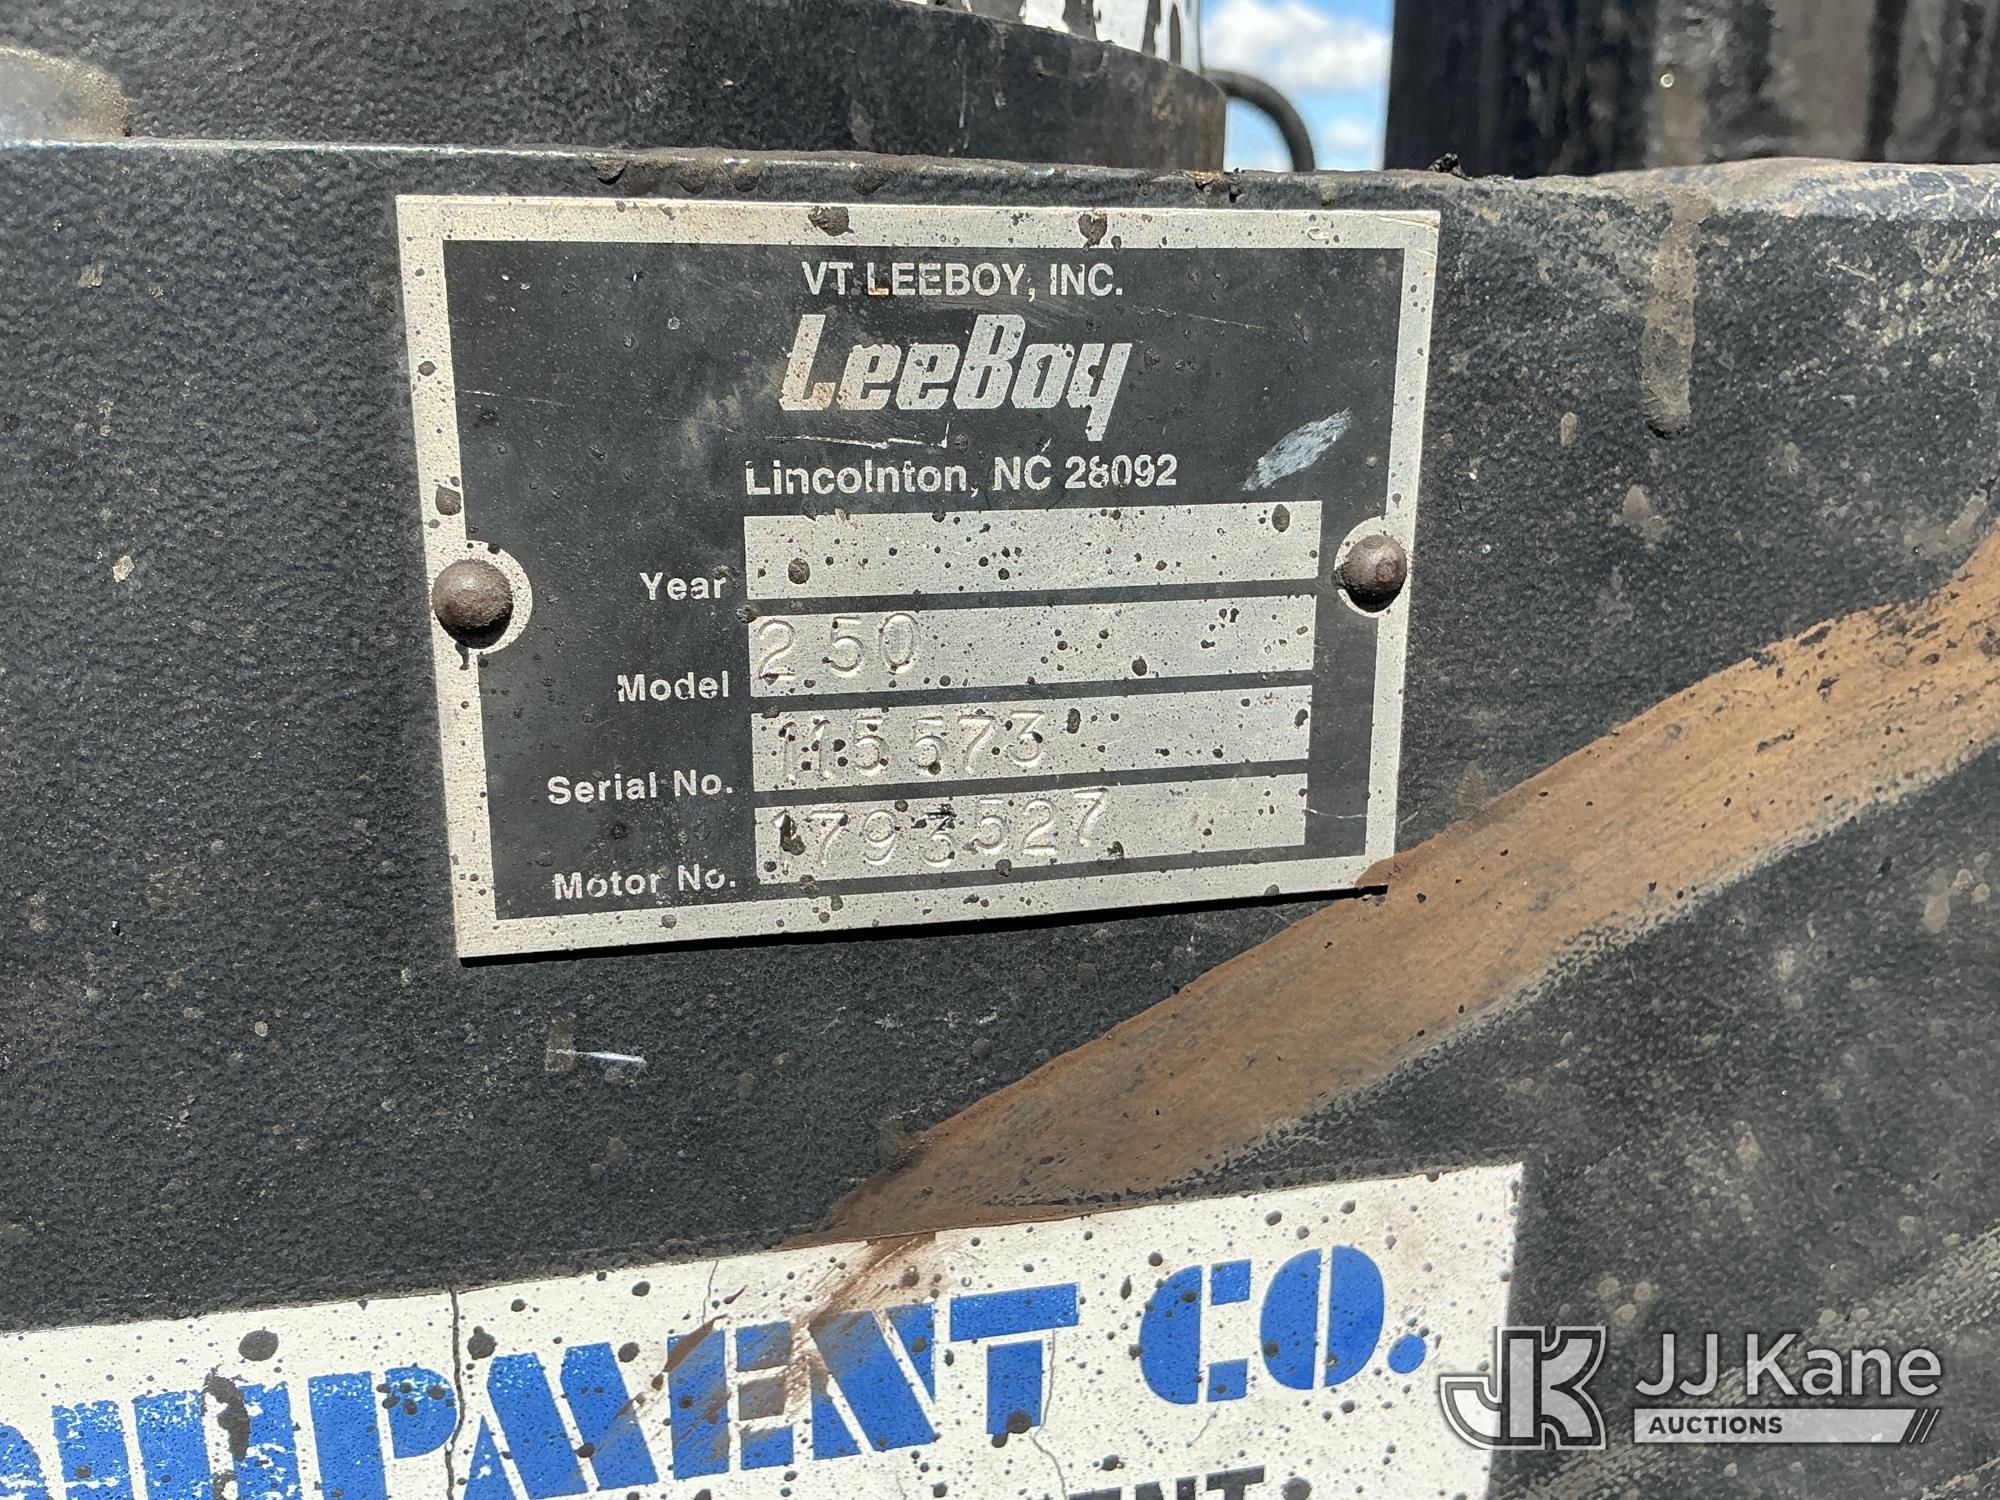 VT LEEBOY, INC.
LeeBoy
Lincolnton, NC 28092
Year
Model 250
Serial No. 115573
Motor No. 1793527
EQUIPMENT CO.
JK JJ Kane
AUCTIONS